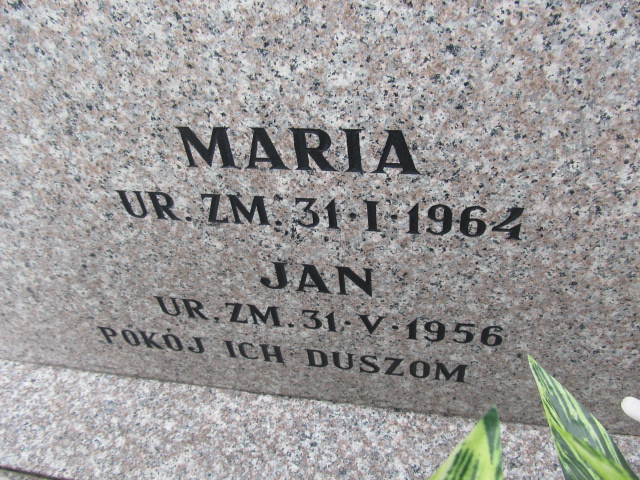 MARIA
UR. ZM. 31·I·1964
JAN
UR. ZM. 31·V·1956
POKÓJ ICH DUSZOM